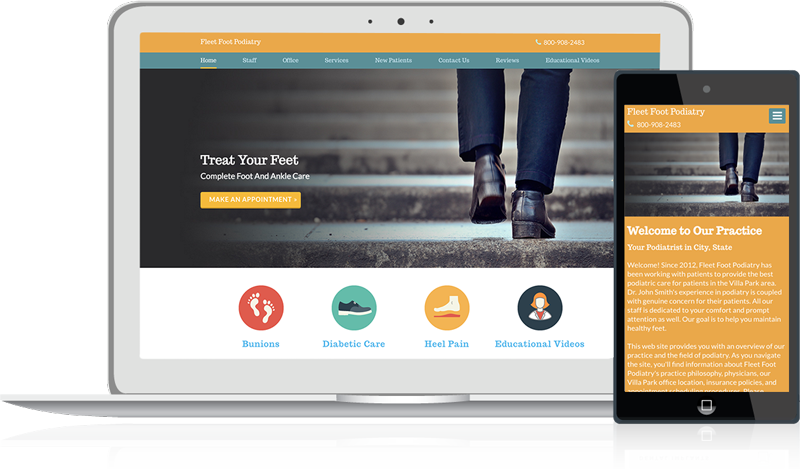 Fleet Foot Podiatry
800-908-2483
Home Staff Office Services New Patients Contact Us Reviews Educational Videos
Treat Your Feet
Complete Foot And Ankle Care
MAKE AN APPOINTMENT >
Bunions Diabetic Care Heel Pain Educational Videos
Fleet Foot Podiatry
800-908-2483
Welcome to Our Practice
Your Podiatrist in City, State
Welcome! Since 2012, Fleet Foot Podiatry has
been working with patients to provide the best
podiatric care for patients in the Villa Park area.
Dr. John Smith's experience in podiatry is coupled
with genuine concern for their patients. All our
staff is dedicated to your comfort and prompt
attention as well. Our goal is to help you maintain
healthy feet.
This web site provides you with an overview of our
practice and the field of podiatry. As you navigate
the site, you'll find information about Fleet Foot
Podiatry's practice philosophy, physicians, our
Villa Park office location, insurance policies, and
appointment scheduling procedures. Please